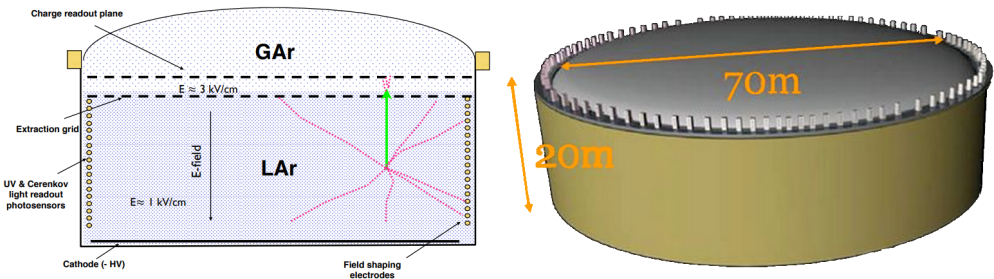 Charge readout plane
GAr
E ≈ 3 kV/cm
Extraction grid
E-field
LAr
UV & Cerenkov
light readout
photosensors
E≈ 1 kV/cm
Cathode (- HV)
Field shaping
electrodes
70m
20m